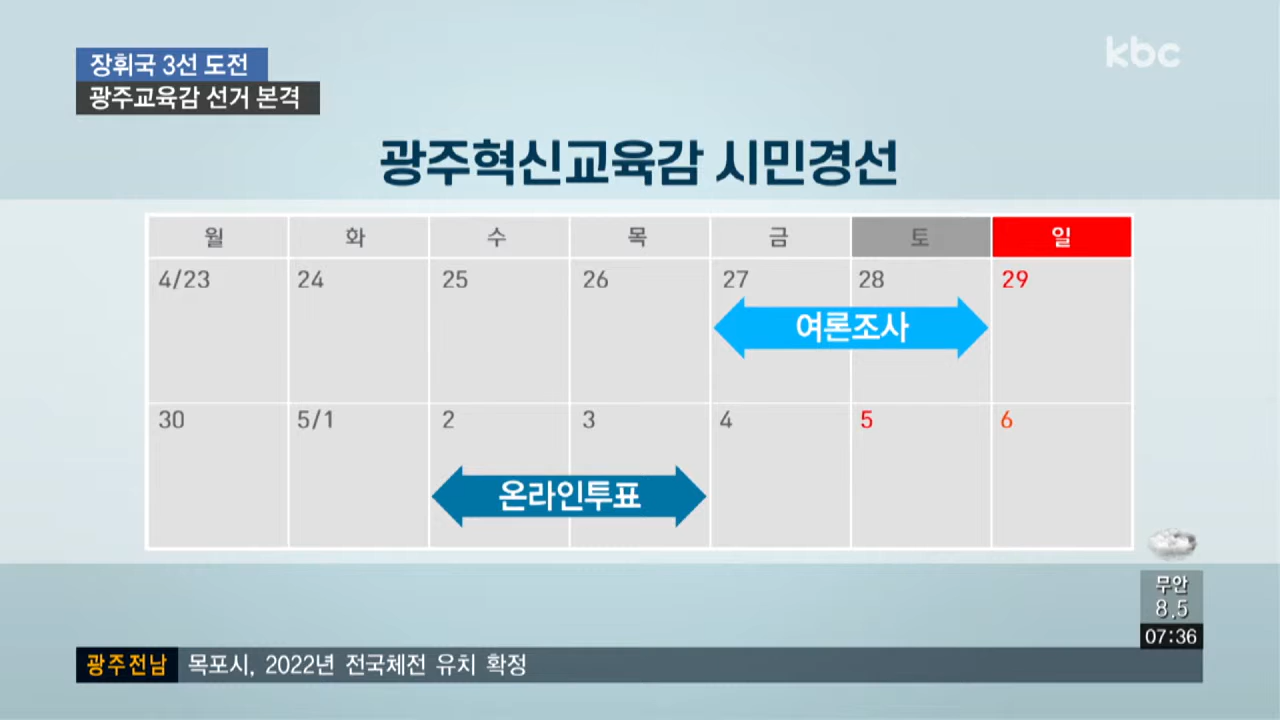 장휘국 3선 도전
kbc
광주교육감 선거 본격
광주혁신교육감 시민경선
월 화 수 목 금 토 일
4/23 24 25 26 27 28 29
여론조사
30 5/1 2 3 4 5 6
온라인투표
무안
8.5
07:36
광주전남 목포시, 2022년 전국체전 유치 확정